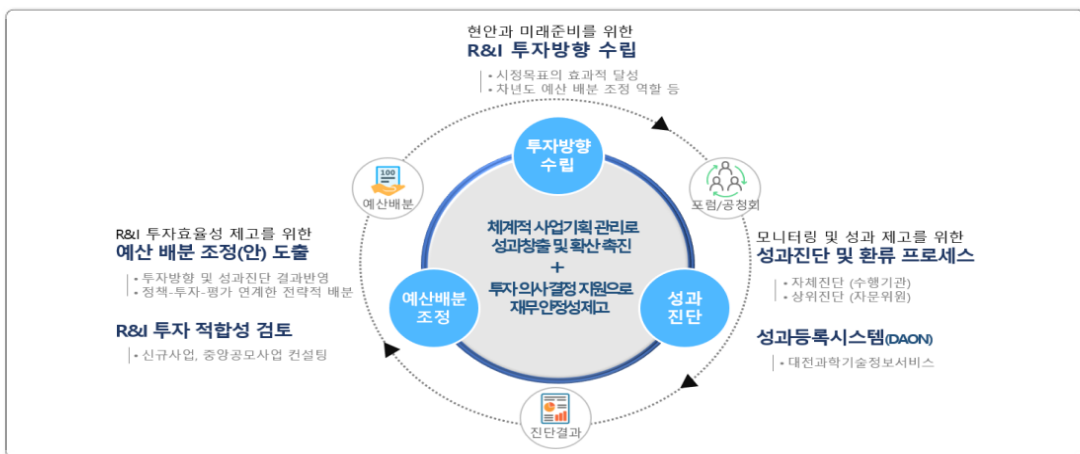 현안과 미래준비를 위한
R&I 투자방향 수립
• 시정목표의 효과적 달성
• 차년도 예산 배분 조정 역할 등
투자방향
수립
100
예산배분
포럼/공청회
체계적 사업기획 관리로
성과창출 및 확산 촉진
+
투자 의사 결정 지원으로
재무안정성제고
R&I 투자효율성 제고를 위한
예산 배분 조정(안) 도출
• 투자방향 및 성과진단 결과반영
• 정책-투자-평가 연계한 전략적 배분
R&I 투자 적합성 검토
• 신규사업, 중앙공모사업 컨설팅
예산배분
조정
성과
진단
모니터링 및 성과 제고를 위한
성과진단 및 환류 프로세스
• 자체진단 (수행기관)
• 상위진단 (자문위원)
성과등록시스템(DAON)
• 대전과학기술정보서비스
진단결과